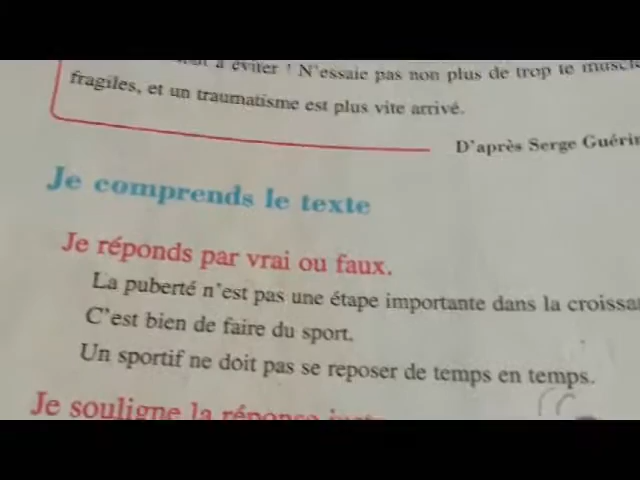 à éviter ! N'essaie pas non plus de trop te
fragiles, et un traumatisme est plus vite arrivé.
D'après Serge
Je comprends le texte
Je réponds par vrai ou faux.
La puberté n'est pas une étape importante dans la
C'est bien de faire du sport.
Un sportif ne doit pas se reposer de temps en temps.
Je souligne la réponse